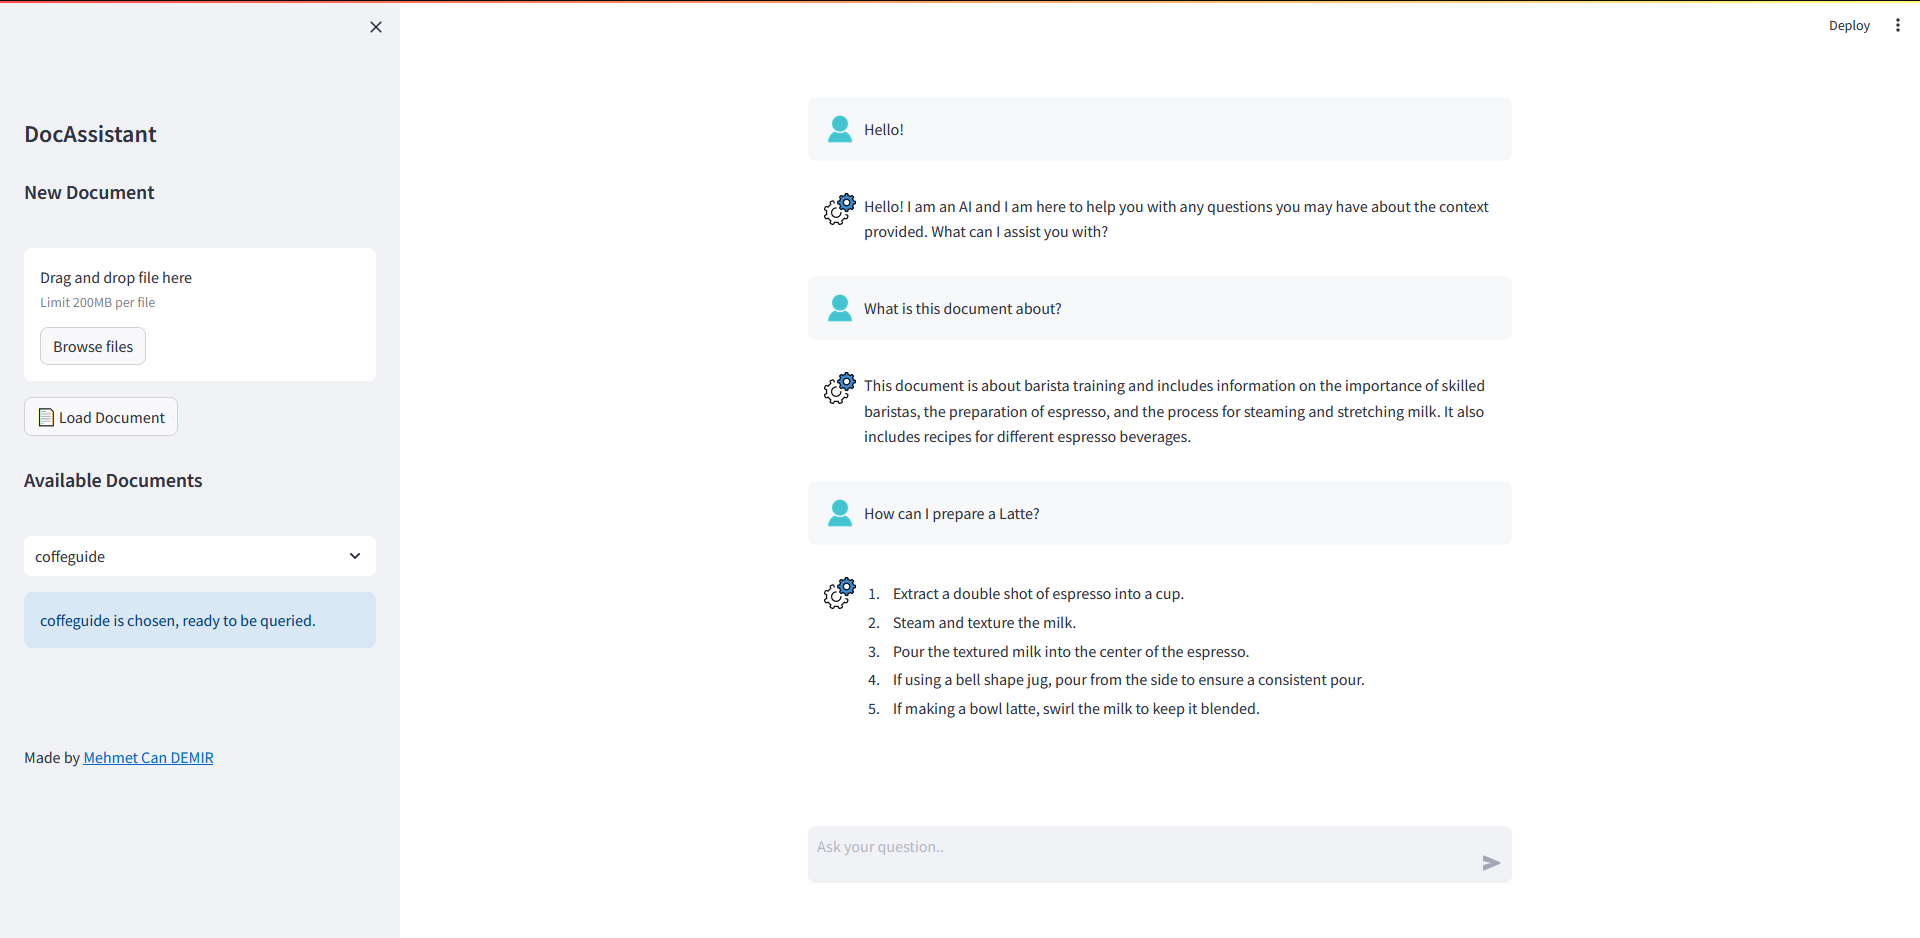 Deploy
DocAssistant
New Document
Drag and drop file here
Limit 200MB per file
Browse files
Load Document
Available Documents
coffeguide
coffeguide is chosen, ready to be queried.
Made by Mehmet Can DEMIR
Hello!
Hello! I am an AI and I am here to help you with any questions you may have about the context
provided. What can I assist you with?
What is this document about?
This document is about barista training and includes information on the importance of skilled
baristas, the preparation of espresso, and the process for steaming and stretching milk. It also
includes recipes for different espresso beverages.
How can I prepare a Latte?
1. Extract a double shot of espresso into a cup.
2. Steam and texture the milk.
3. Pour the textured milk into the center of the espresso.
4. If using a bell shape jug, pour from the side to ensure a consistent pour.
5. If making a bowl latte, swirl the milk to keep it blended.
Ask your question..